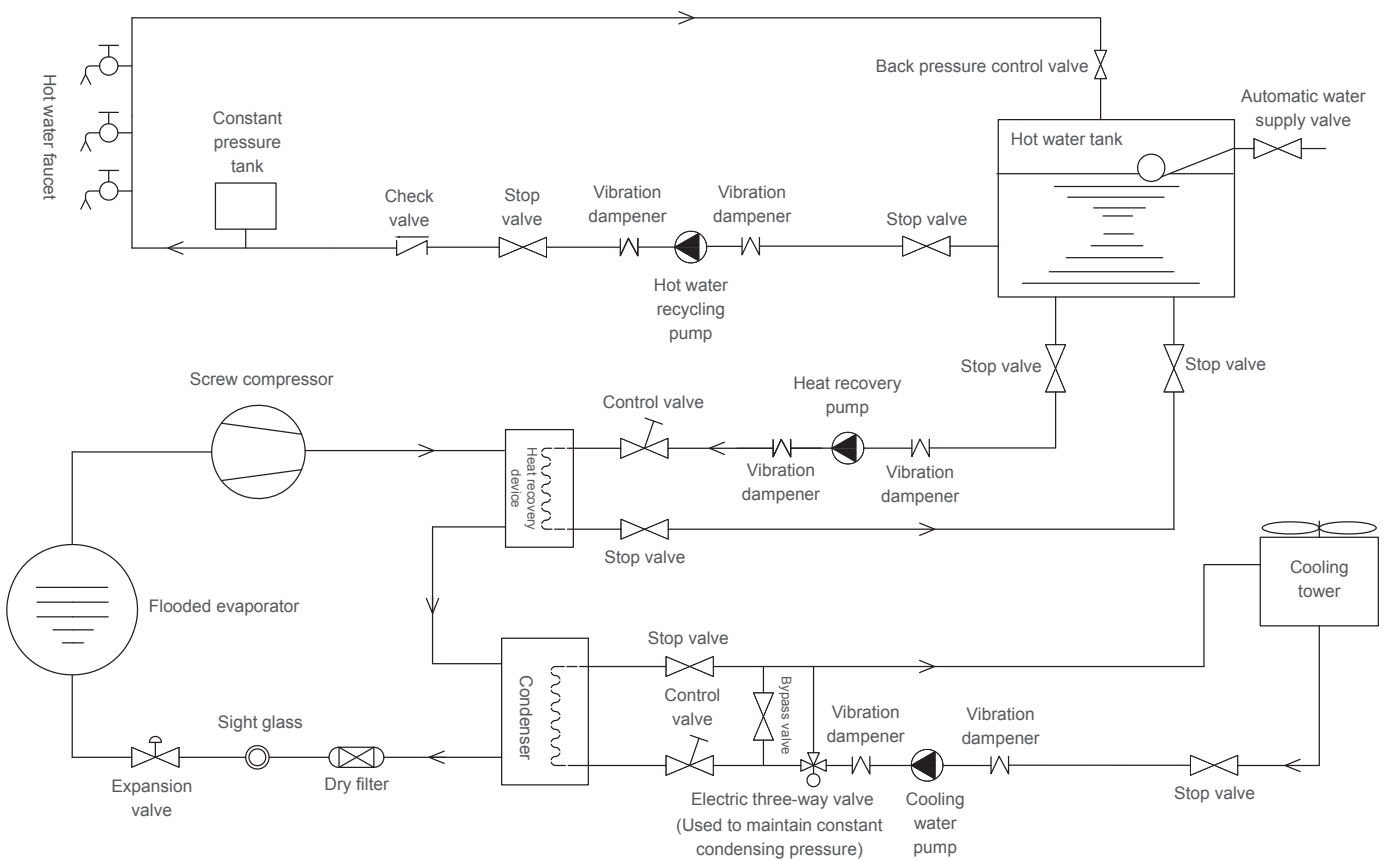 Back pressure control valve
Automatic water
supply valve
Hot water tank
Hot water faucet
Constant
pressure
tank
Check
valve
Stop
valve
Vibration
dampener
Vibration
dampener
Stop valve
Hot water
recycling
pump
Stop valve
Stop valve
Screw compressor
Control valve
Heat recovery
pump
Heat recovery
device
Vibration
dampener
Vibration
dampener
Stop valve
Cooling
tower
Flooded evaporator
Stop valve
Condenser
Control
valve
Bypass valve
Vibration
dampener
Vibration
dampener
Sight glass
Expansion
valve
Dry filter
Electric three-way valve
(Used to maintain constant
condensing pressure)
Cooling
water
pump
Stop valve